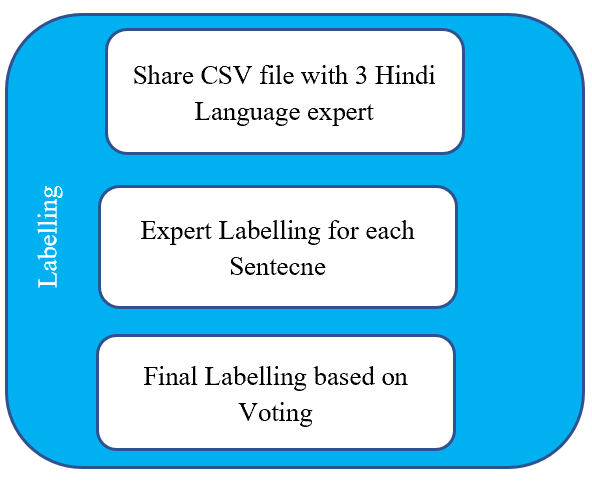 Share CSV file with 3 Hindi
Language expert
Labelling
Expert Labelling for each
Sentecne
Final Labelling based on
Voting